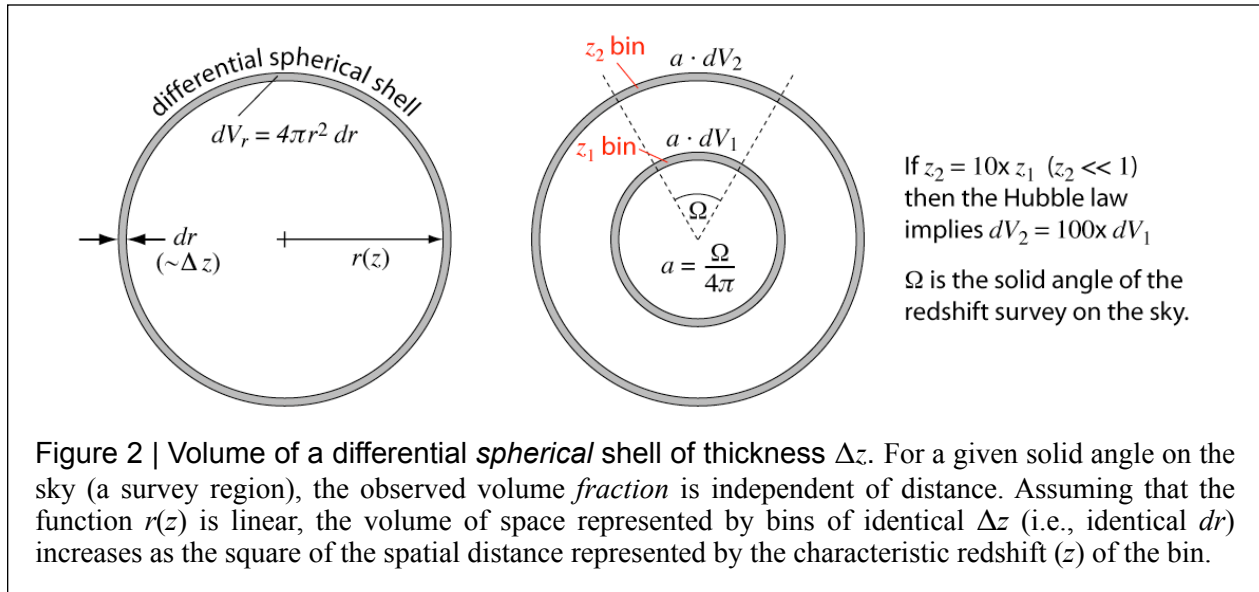 differential spherical shell
dVᵣ = 4πr² dr
dr
(~Δz)
r(z)
z₂ bin
a · dV₂
z₁ bin
a · dV₁
Ω
a = Ω/4π
If z₂ = 10x z₁ (z₂ << 1)
then the Hubble law
implies dV₂ = 100x dV₁
Ω is the solid angle of the
redshift survey on the sky.
Figure 2 | Volume of a differential spherical shell of thickness Δz. For a given solid angle on the
sky (a survey region), the observed volume fraction is independent of distance. Assuming that the
function r(z) is linear, the volume of space represented by bins of identical Δz (i.e., identical dr)
increases as the square of the spatial distance represented by the characteristic redshift (z) of the bin.